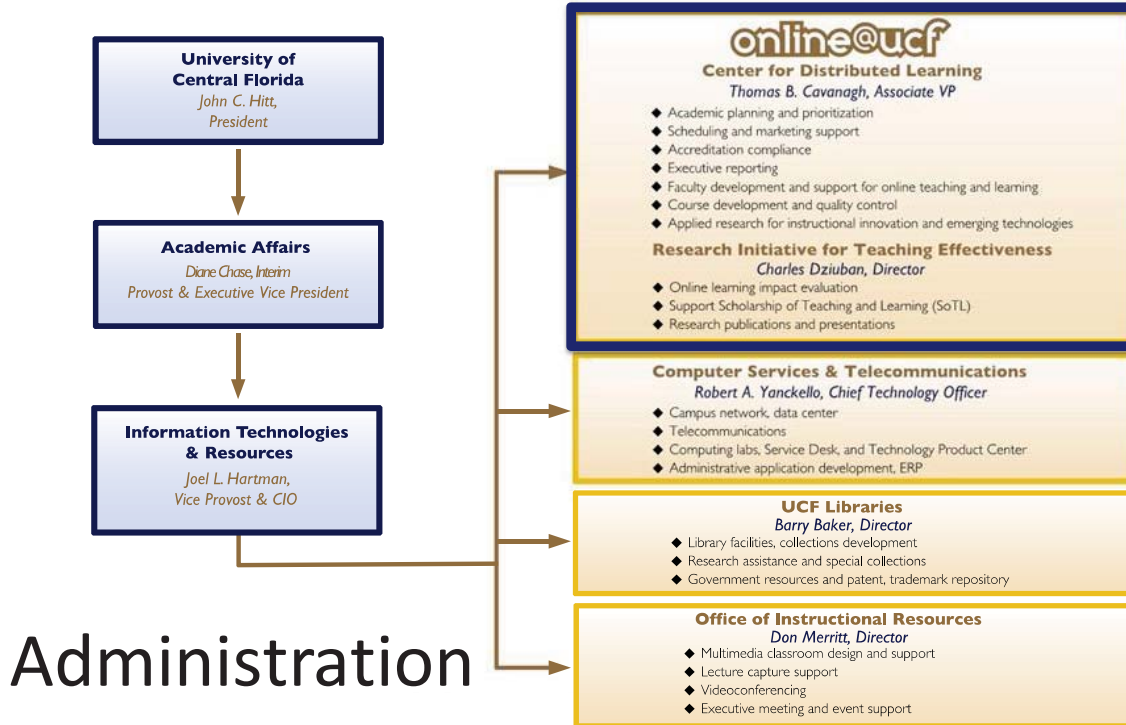 University of
Central Florida
John C. Hitt,
President
Academic Affairs
Diane Chase, Interim
Provost & Executive Vice President
Information Technologies
& Resources
Joel L. Hartman,
Vice Provost & CIO
Administration
online@ucf
Center for Distributed Learning
Thomas B. Cavanagh, Associate VP
◆ Academic planning and prioritization
◆ Scheduling and marketing support
◆ Accreditation compliance
◆ Executive reporting
◆ Faculty development and support for online teaching and learning
◆ Course development and quality control
◆ Applied research for instructional innovation and emerging technologies
Research Initiative for Teaching Effectiveness
Charles Dziuban, Director
◆ Online learning impact evaluation
◆ Support Scholarship of Teaching and Learning (SoTL)
◆ Research publications and presentations
Computer Services & Telecommunications
Robert A. Yanckello, Chief Technology Officer
◆ Campus network, data center
◆ Telecommunications
◆ Computing labs, Service Desk, and Technology Product Center
◆ Administrative application development, ERP
UCF Libraries
Barry Baker, Director
◆ Library facilities, collections development
◆ Research assistance and special collections
◆ Government resources and patent, trademark repository
Office of Instructional Resources
Don Merritt, Director
◆ Multimedia classroom design and support
◆ Lecture capture support
◆ Videoconferencing
◆ Executive meeting and event support